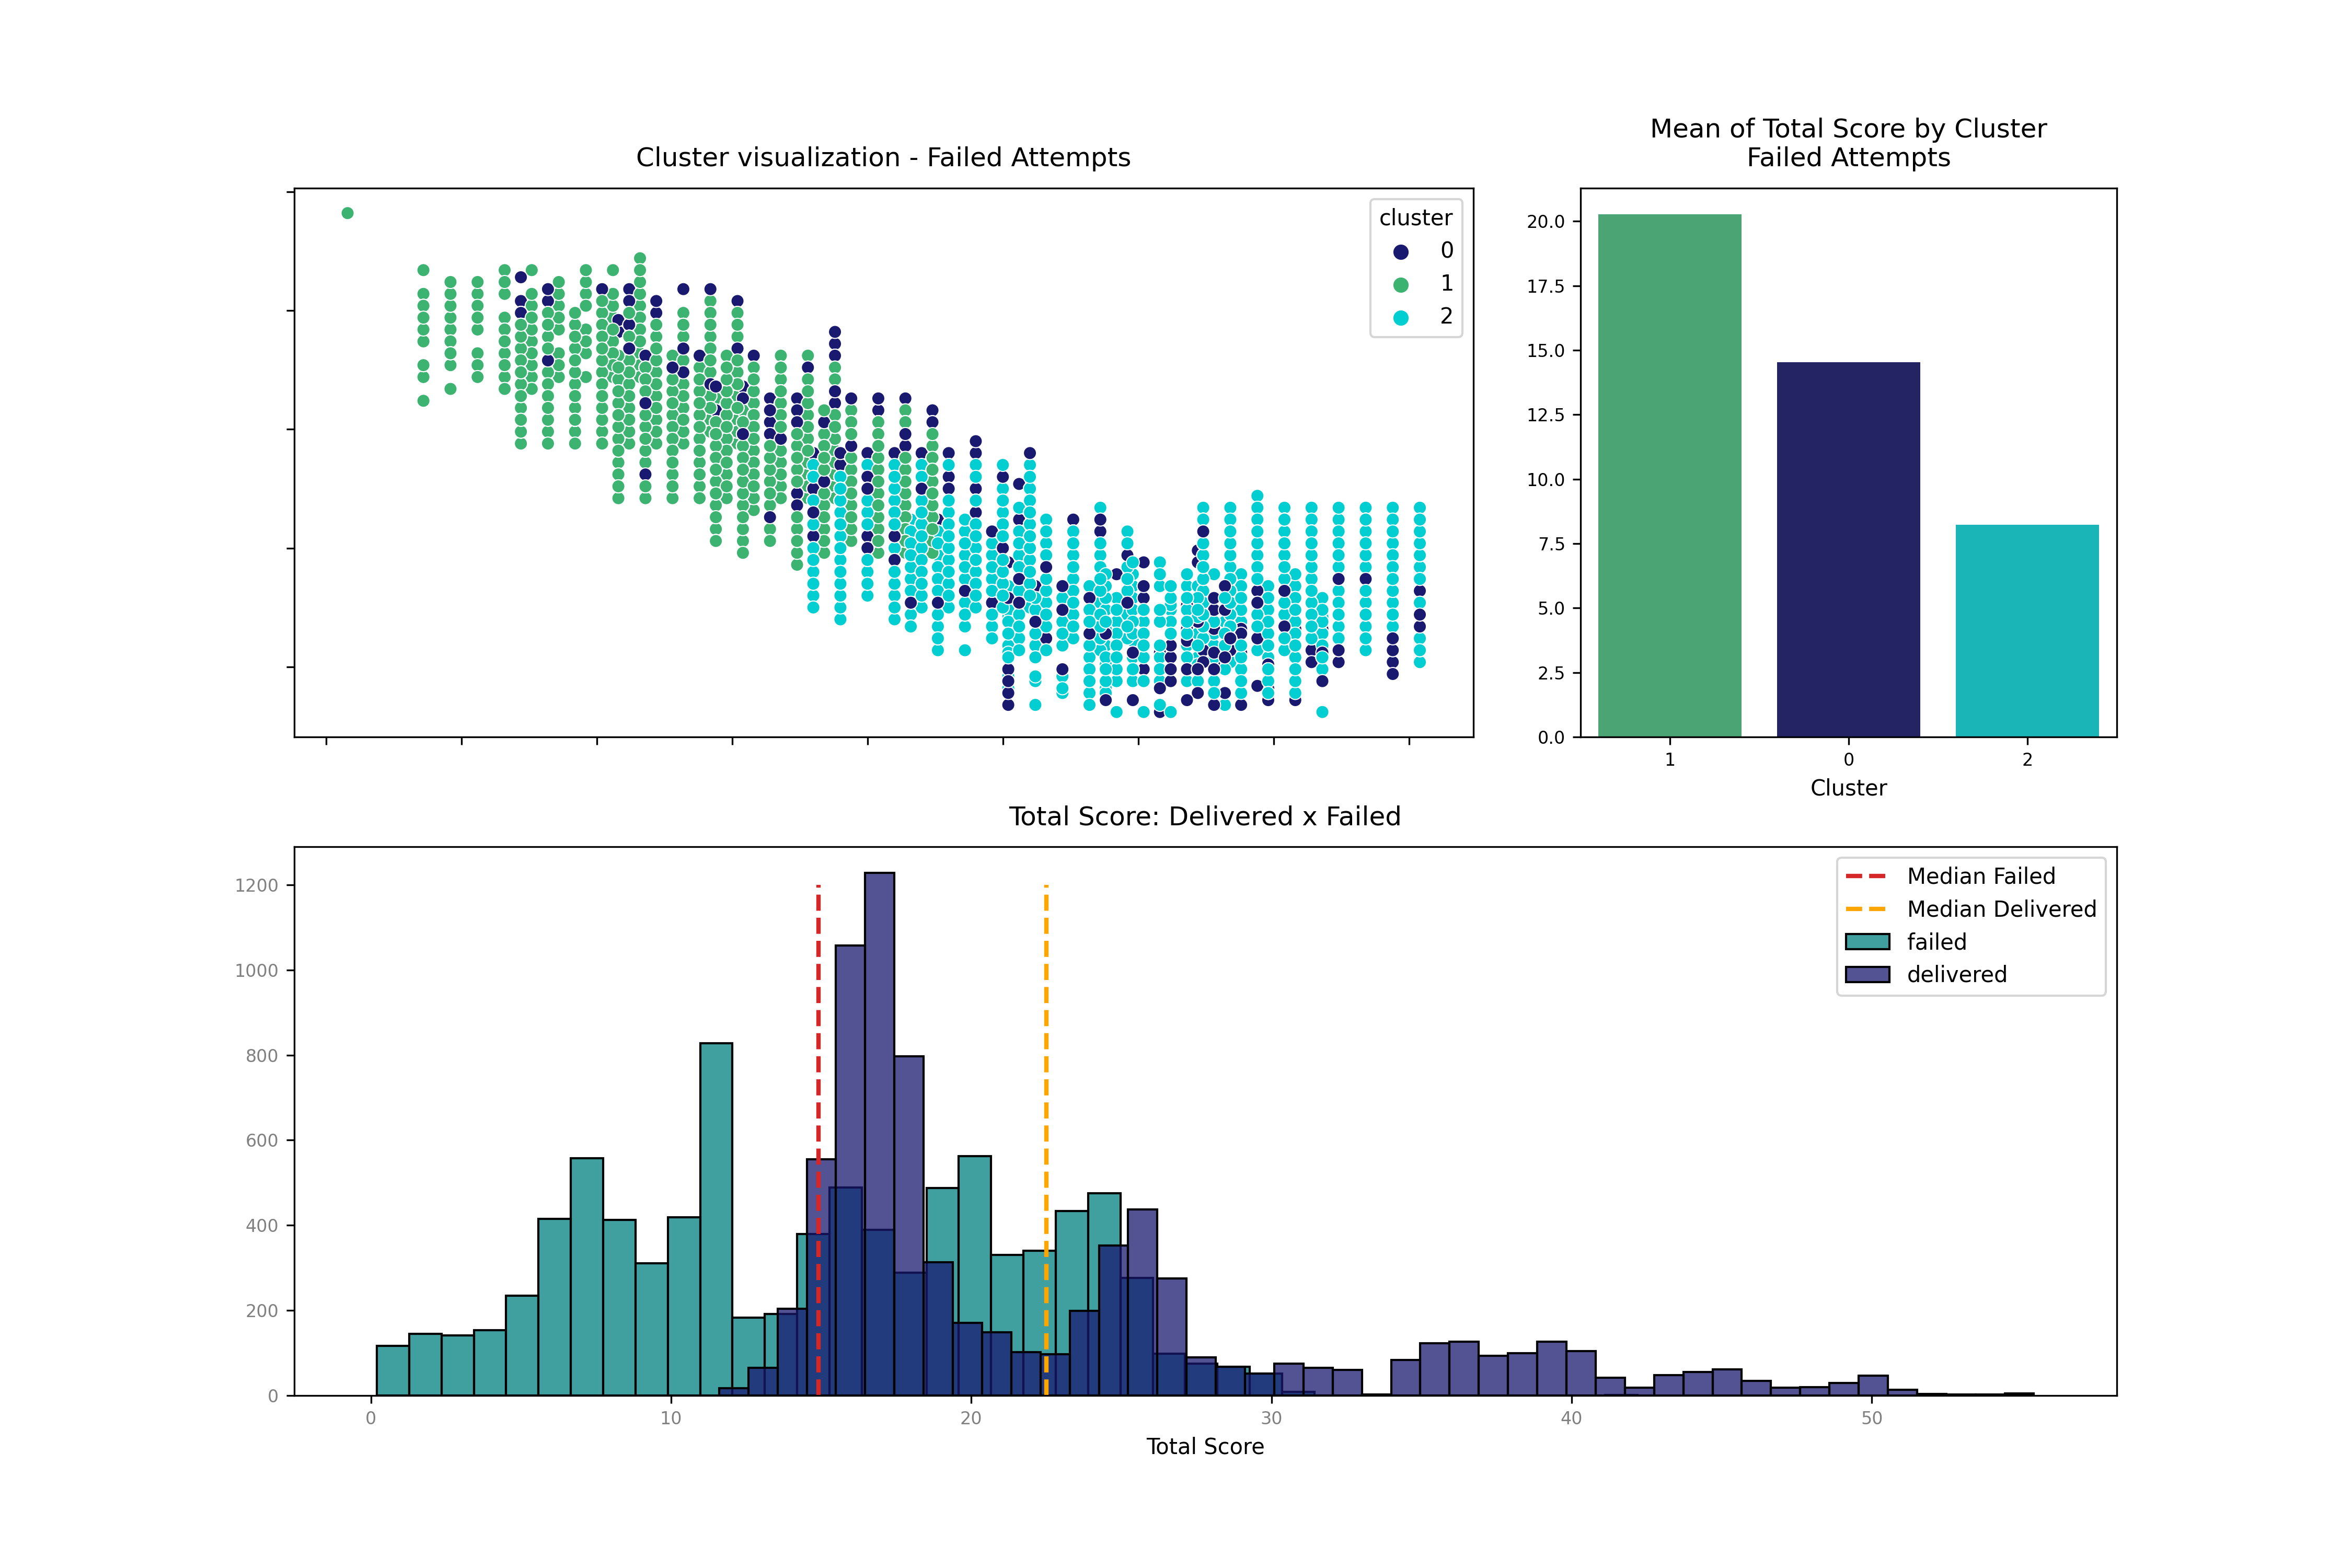 Cluster visualization - Failed Attempts
cluster
0
1
2
Mean of Total Score by Cluster
Failed Attempts
20.0
17.5
15.0
12.5
10.0
7.5
5.0
2.5
0.0
1 0 2
Cluster
Total Score: Delivered x Failed
1200
1000
800
600
400
200
0
Median Failed
Median Delivered
failed
delivered
0 10 20 30 40 50
Total Score